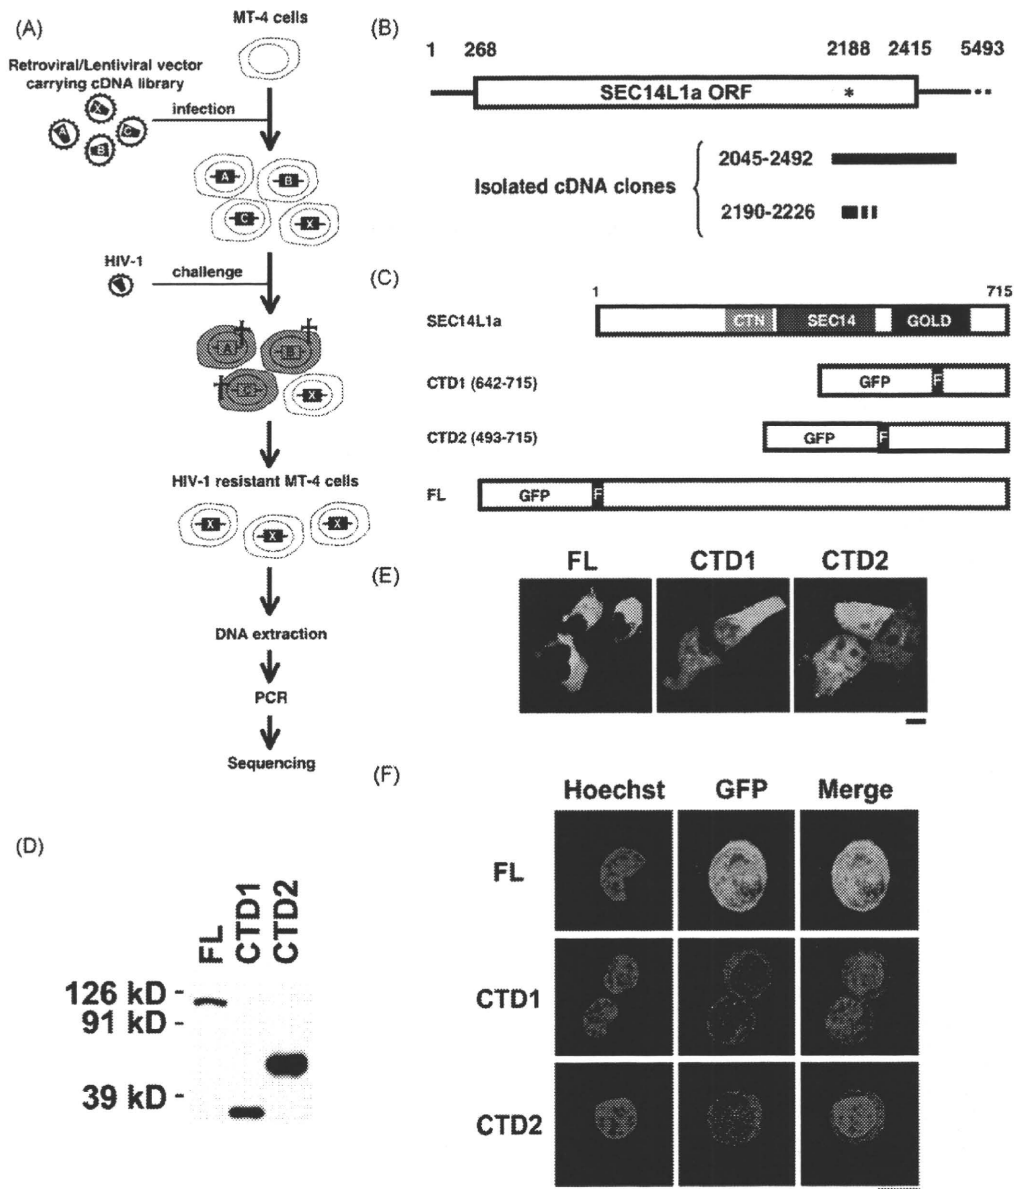 (A)
MT-4 cells
Retroviral/Lentiviral vector
carrying cDNA library
infection
X
A
C
B
A
B
C
X
HIV-1
challenge
A
B
C
X
HIV-1 resistant MT-4 cells
X
X
X
DNA extraction
PCR
Sequencing
(B)
1 268 2188 2415 5493
SEC14L1a ORF *
Isolated cDNA clones
2045-2492
2190-2226
(C)
1 715
SEC14L1a CTN SEC14 GOLD
CTD1 (642-715) GFP F
CTD2 (493-715) GFP F
FL GFP F
(D)
FL CTD1 CTD2
126 kD -
91 kD -
39 kD -
(E)
FL CTD1 CTD2
(F)
Hoechst GFP Merge
FL
CTD1
CTD2